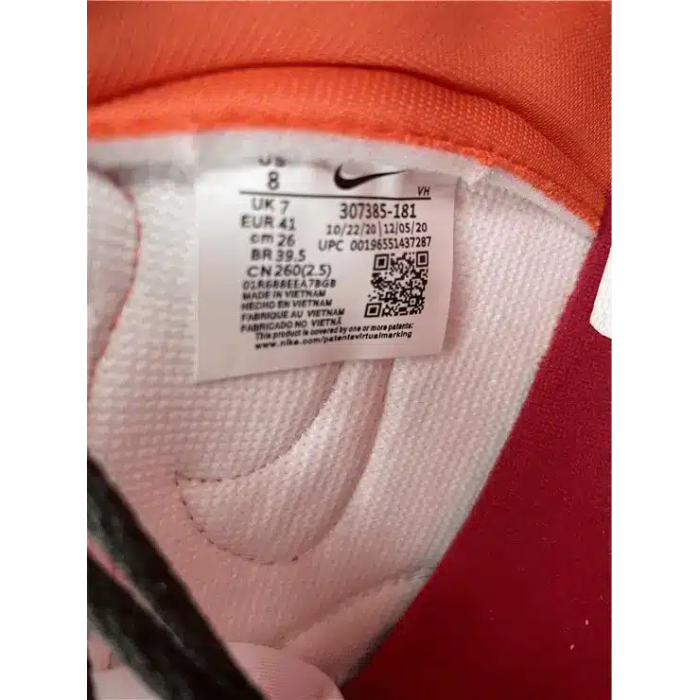 US
8
UK 7
EUR 41
cm 26
BR 39.5
CN 260(2.5)
VH
307385-181
10/22/20 12/05/20
UPC 00196551437287
MADE IN VIETNAM
HECHO EN VIETNAM
FABRIQUE AU VIETNAM
FABRICADO NO VIETNÃ
This product is covered by one or more patents:
www.nike.com/patentsvirtualmarking